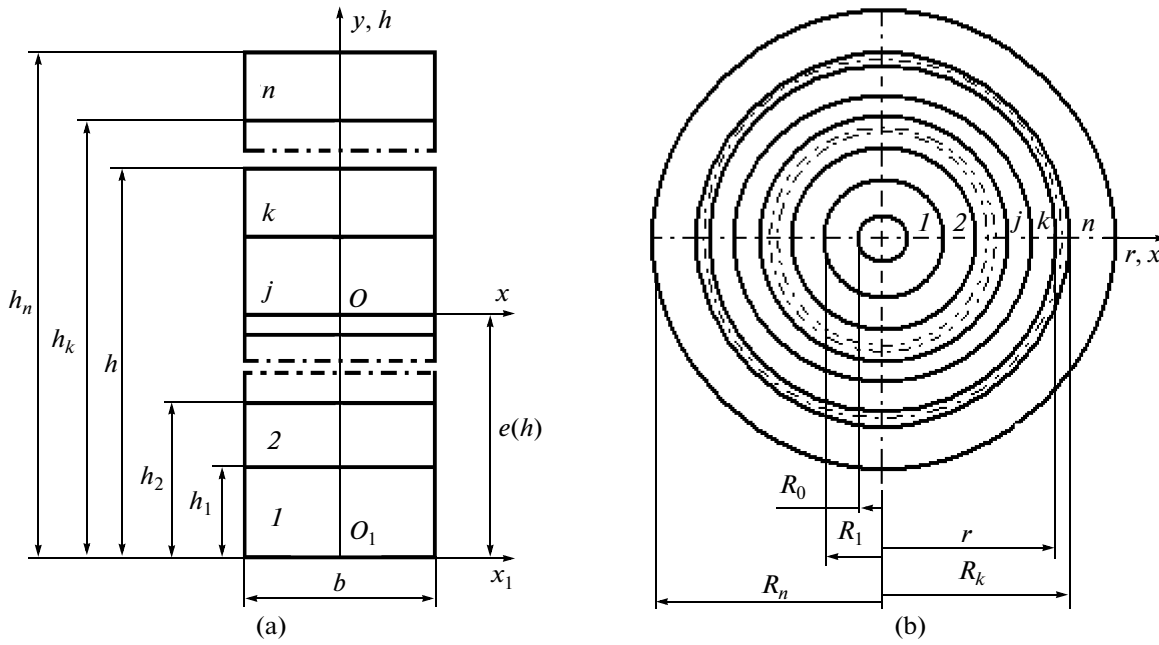 y, h
n
k
j
O
x
h_n
h_k
h
e(h)
2
h_2
h_1
1
O_1
x_1
b
(a)
1
2
j
k
n
r, x
R_0
R_1
r
R_n
R_k
(b)